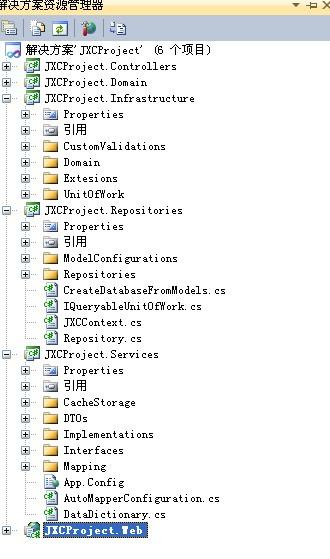 解决方案资源管理器
解决方案'JXCProject' (6 个项目)
JXCProject.Controllers
JXCProject.Domain
JXCProject.Infrastructure
Properties
引用
CustomValidations
Domain
Extesions
UnitOfWork
JXCProject.Repositories
Properties
引用
ModelConfigurations
Repositories
CreateDatabaseFromModels.cs
IQueryableUnitOfWork.cs
JXCContext.cs
Repository.cs
JXCProject.Services
Properties
引用
CacheStorage
DTOs
Implementations
Interfaces
Mapping
App.Config
AutoMapperConfiguration.cs
DataDictionary.cs
JXCProject.Web